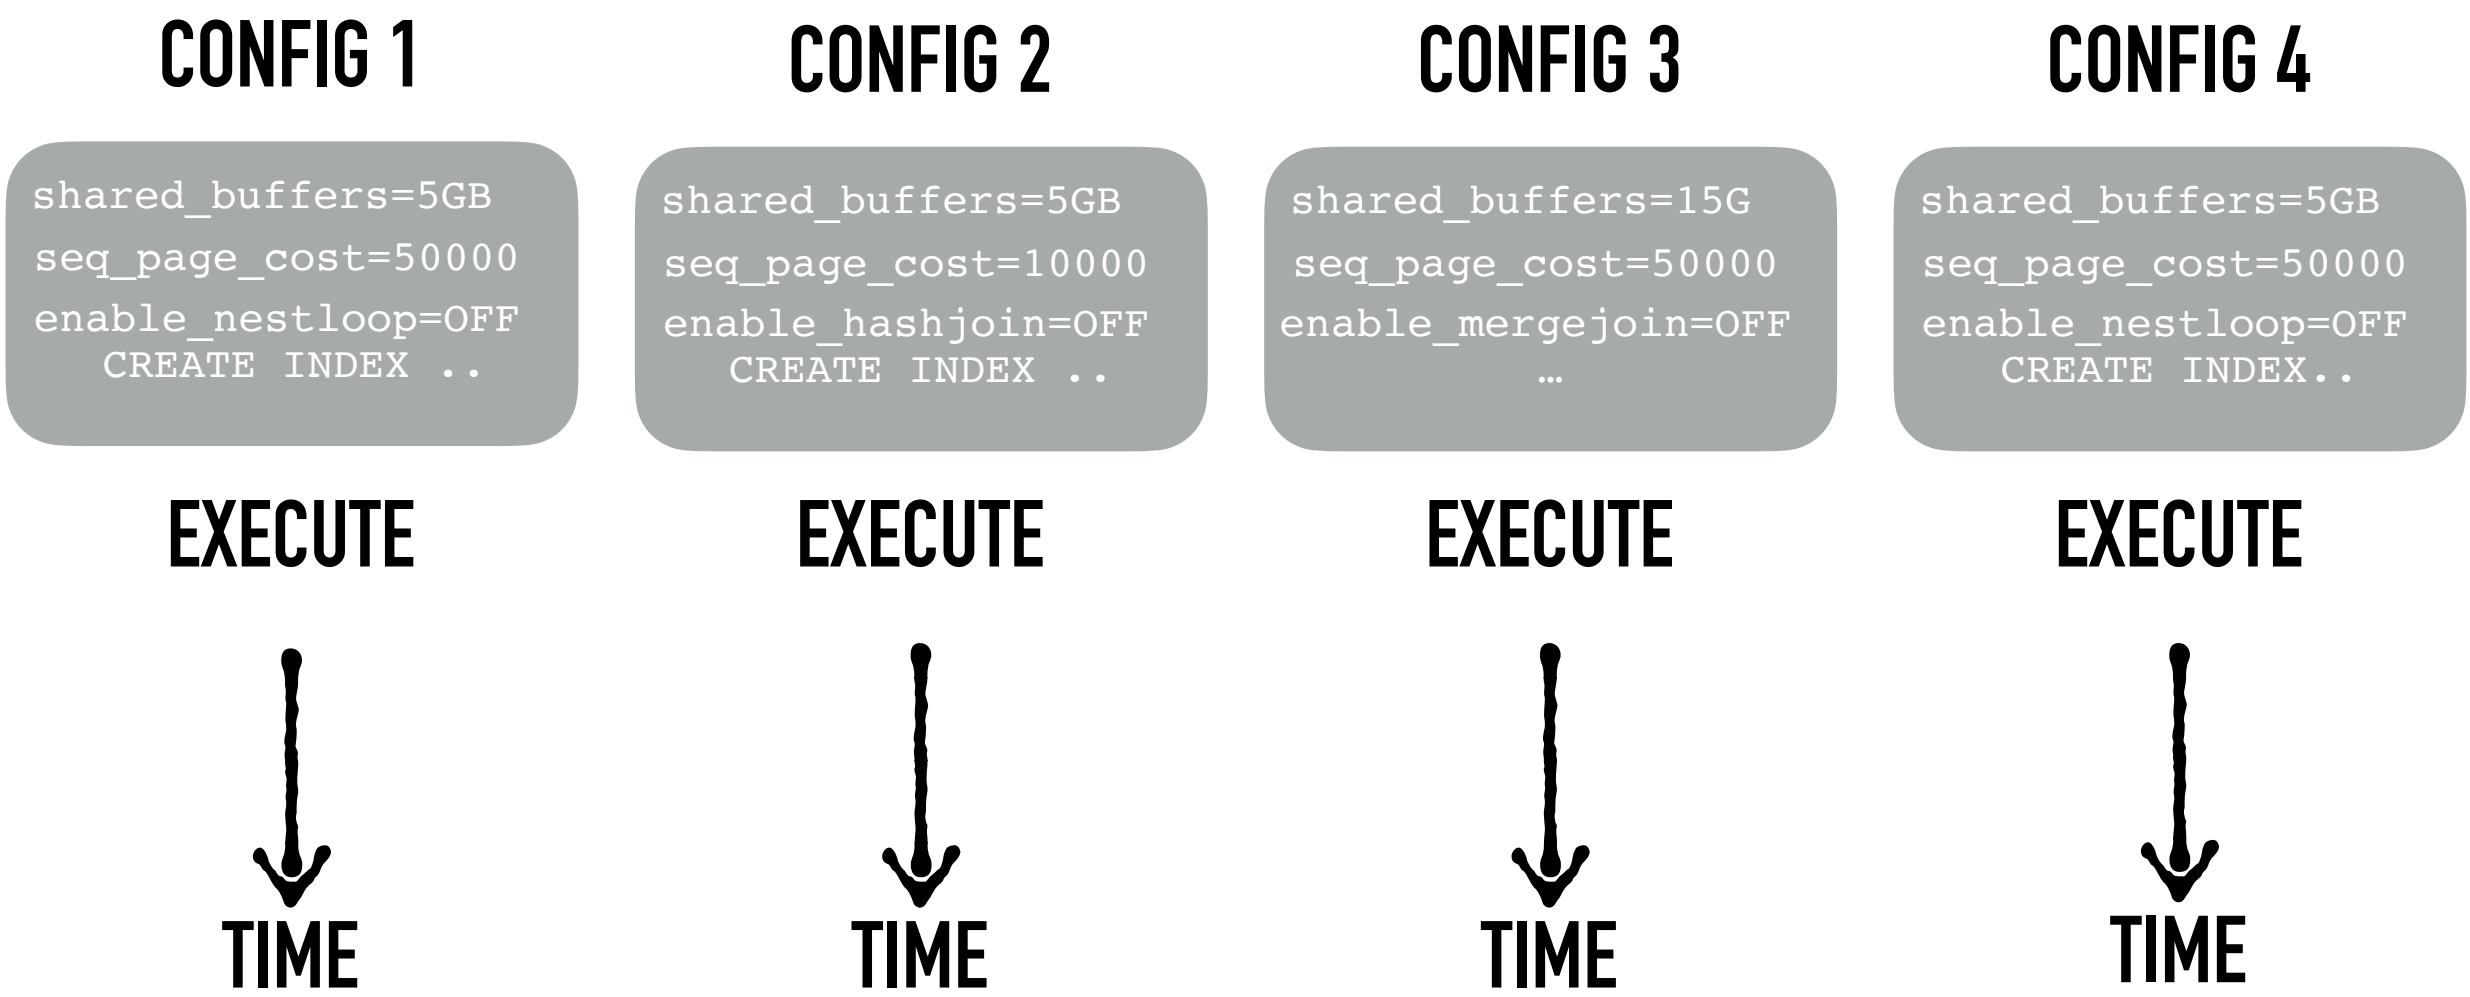 CONFIG 1
shared_buffers=5GB
seq_page_cost=50000
enable_nestloop=OFF
CREATE INDEX ..
EXECUTE
TIME
CONFIG 2
shared_buffers=5GB
seq_page_cost=10000
enable_hashjoin=OFF
CREATE INDEX ..
EXECUTE
TIME
CONFIG 3
shared_buffers=15G
seq_page_cost=50000
enable_mergejoin=OFF
…
EXECUTE
TIME
CONFIG 4
shared_buffers=5GB
seq_page_cost=50000
enable_nestloop=OFF
CREATE INDEX..
EXECUTE
TIME